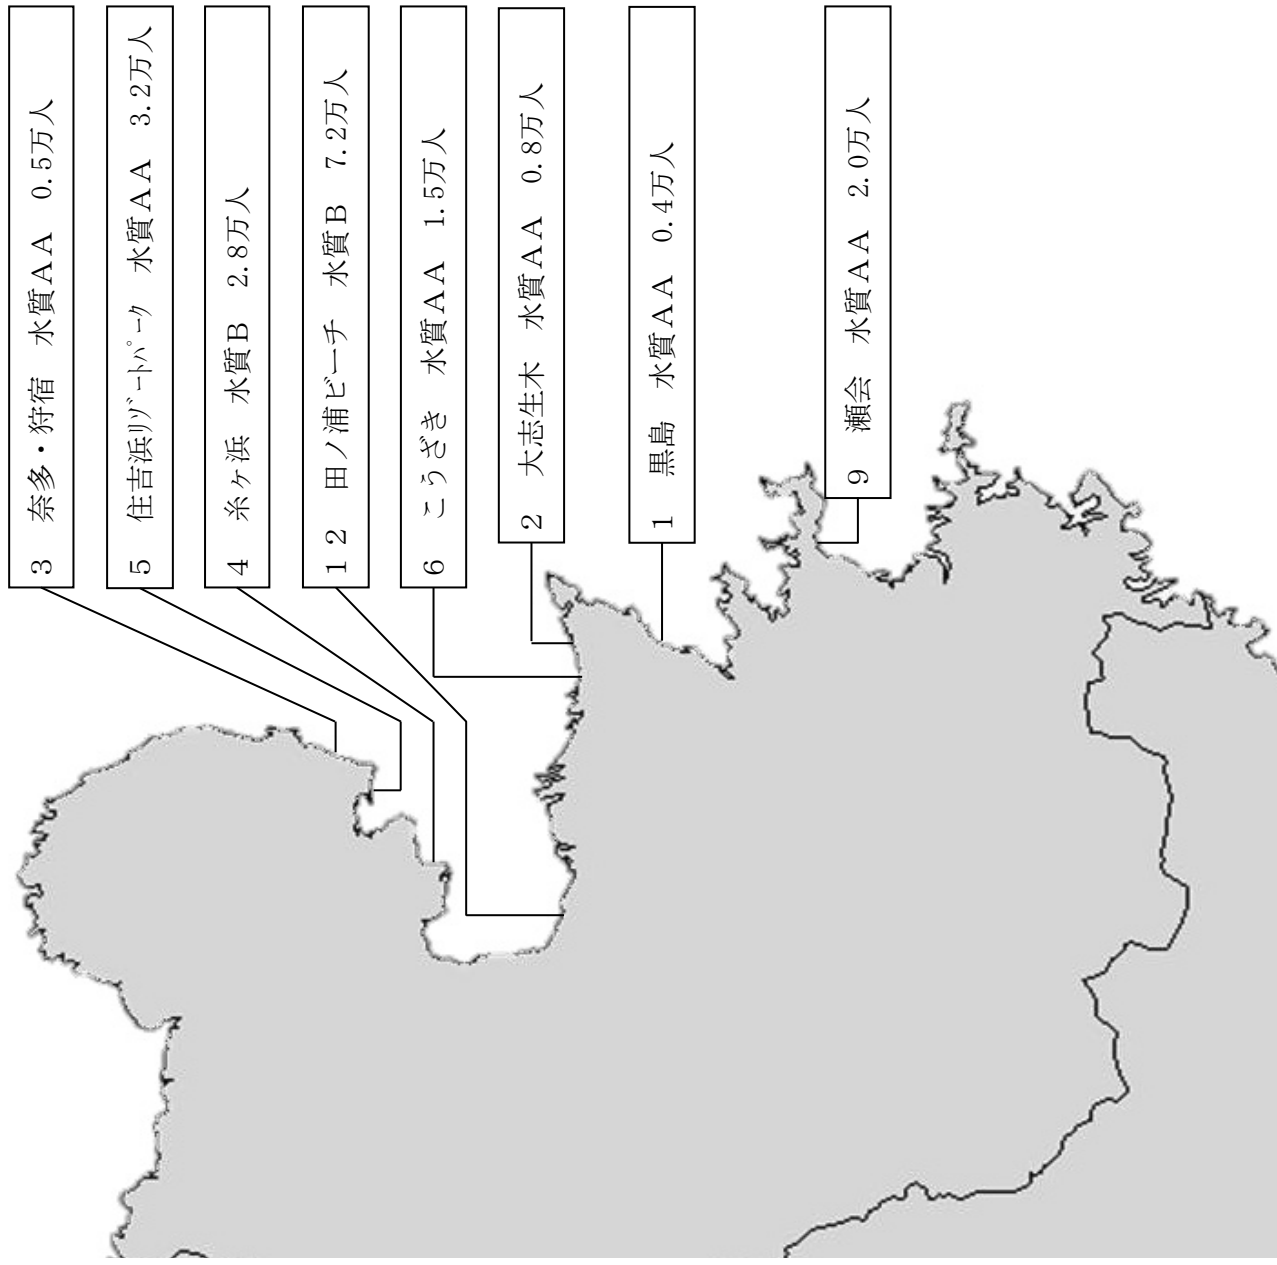 3　奈多・狩宿　水質ＡＡ　0.5万人
5　住吉浜ﾘｿﾞｰﾄﾊﾟｰｸ　水質ＡＡ　3.2万人
4　糸ヶ浜　水質Ｂ　2.8万人
12　田ノ浦ビーチ　水質Ｂ　7.2万人
6　こうざき　水質ＡＡ　1.5万人
2　大志生木　水質ＡＡ　0.8万人
1　黒島　水質ＡＡ　0.4万人
9　瀬会　水質ＡＡ　2.0万人